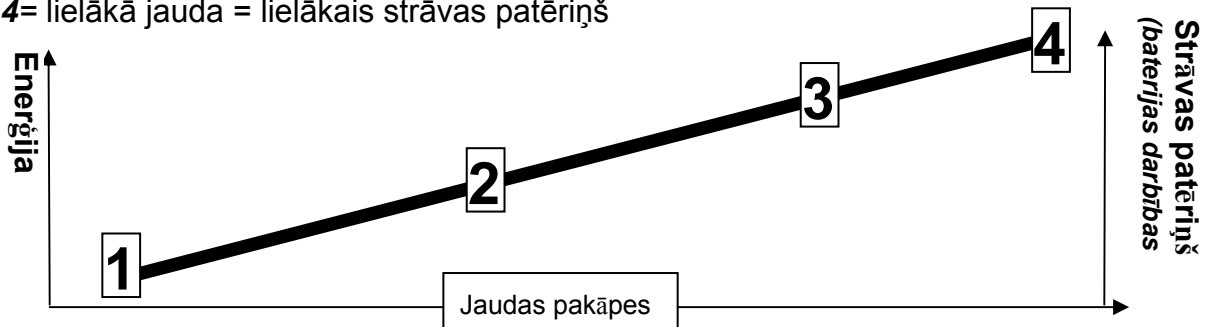 4= lielākā jauda = lielākais strāvas patēriņš
Enerģija
1
2
3
4
Jaudas pakāpes
Strāvas patēriņš
(baterijas darbības